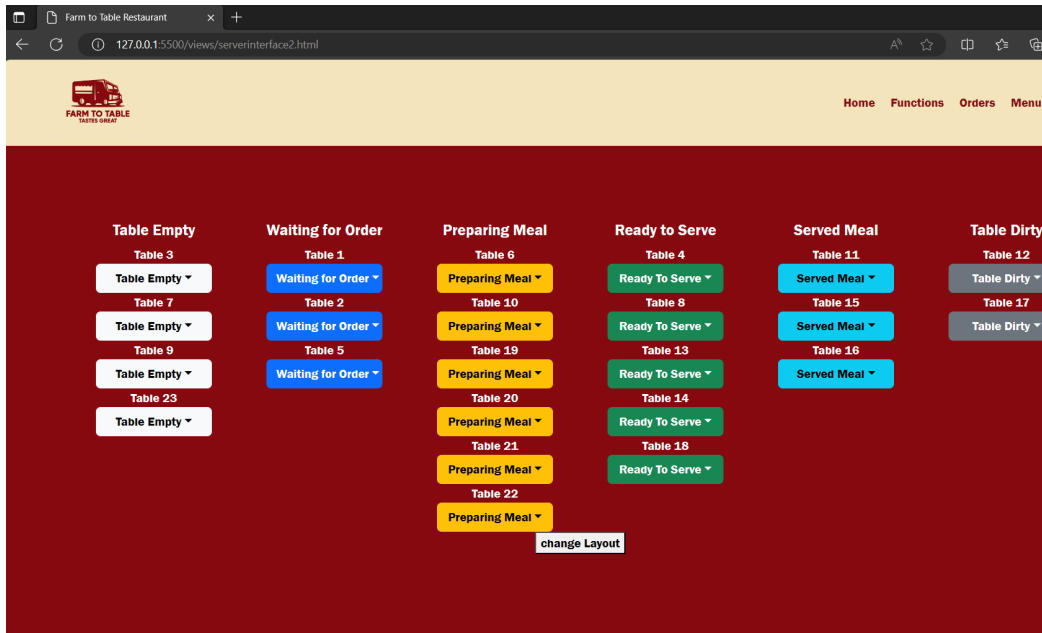 Farm to Table Restaurant
127.0.0.1:5500/views/serverinterface2.html
FARM TO TABLE
TASTES GREAT
Home Functions Orders Menu
Table Empty Waiting for Order Preparing Meal Ready to Serve Served Meal Table Dirty
Table 3 Table 1 Table 6 Table 4 Table 11 Table 12
Table Empty Waiting for Order Preparing Meal Ready To Serve Served Meal Table Dirty
Table 7 Table 2 Table 10 Table 8 Table 15 Table 17
Table Empty Waiting for Order Preparing Meal Ready To Serve Served Meal Table Dirty
Table 9 Table 5 Table 19 Table 13 Table 16
Table Empty Waiting for Order Preparing Meal Ready To Serve Served Meal
Table 23 Table 20 Table 14
Table Empty Preparing Meal Ready To Serve
Table 21 Table 18
Preparing Meal Ready To Serve
Table 22
Preparing Meal
change Layout